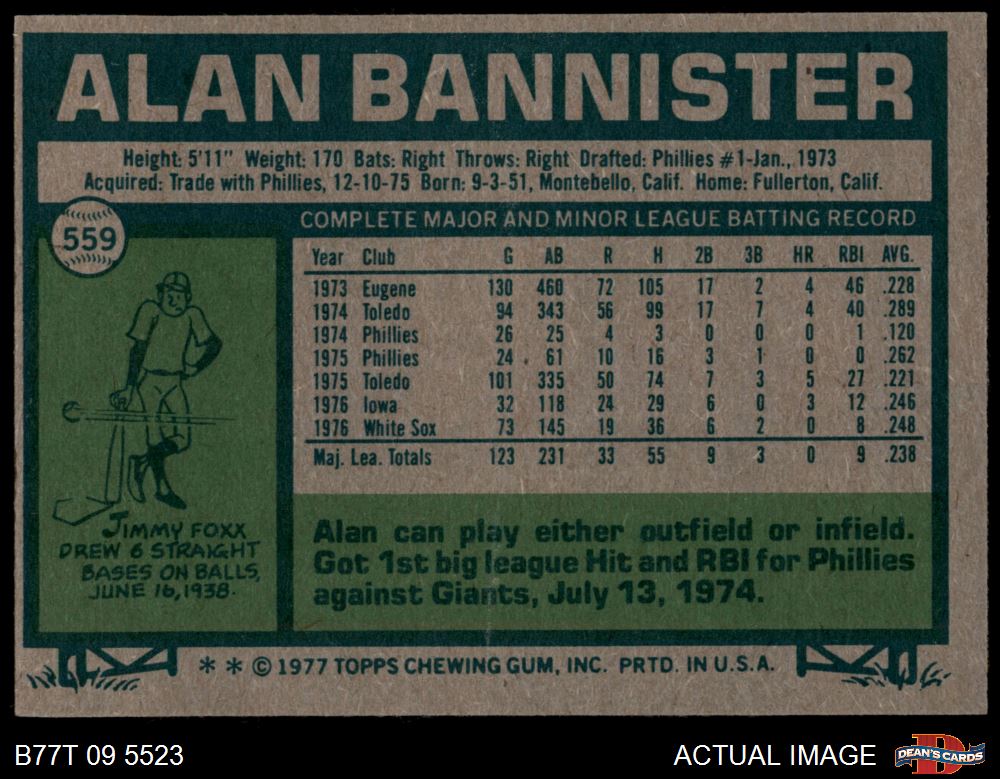 ALAN BANNISTER
Height: 5'11" Weight: 170 Bats: Right Throws: Right Drafted: Phillies #1-Jan., 1973
Acquired: Trade with Phillies, 12-10-75 Born: 9-3-51, Montebello, Calif. Home: Fullerton, Calif.
559
COMPLETE MAJOR AND MINOR LEAGUE BATTING RECORD
Year Club G AB R H 2B 3B HR RBI AVG.
1973 Eugene 130 460 72 105 17 2 4 46 .228
1974 Toledo 94 343 56 99 17 7 4 40 .289
1974 Phillies 26 25 4 3 0 0 0 1 .120
1975 Phillies 24 61 10 16 3 1 0 0 .262
1975 Toledo 101 335 50 74 7 3 5 27 .221
1976 Iowa 32 118 24 29 6 0 3 12 .246
1976 White Sox 73 145 19 36 6 2 0 8 .248
Maj. Lea. Totals 123 231 33 55 9 3 0 9 .238
JIMMY FOXX
DREW 6 STRAIGHT
BASES ON BALLS,
JUNE 16, 1938.
Alan can play either outfield or infield.
Got 1st big league Hit and RBI for Phillies
against Giants, July 13, 1974.
* * © 1977 TOPPS CHEWING GUM, INC. PRTD. IN U.S.A.
B77T 09 5523
ACTUAL IMAGE
D
DEAN'S CARDS